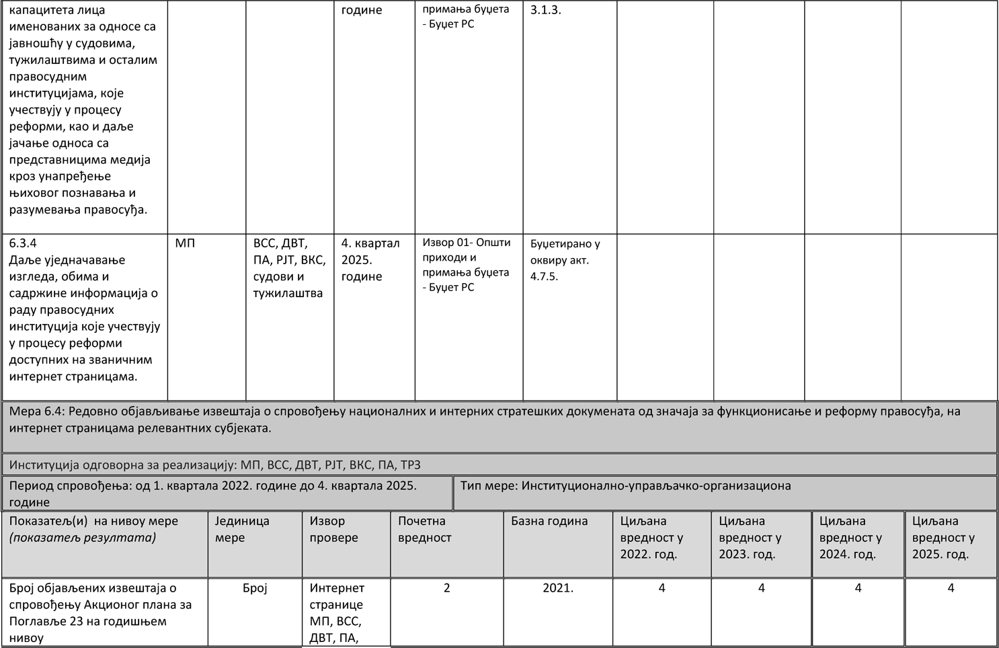 капацитета лица
именованих за односе са
јавношћу у судовима,
тужилаштвима и осталим
правосудним
институцијама, које
учествују у процесу
реформи, као и даље
јачање односа са
представницима медија
кроз унапређење
њиховог познавања и
разумевања правосуђа.
године
примања буџета
- Буџет РС
3.1.3.
6.3.4
Даље уједначавање
изгледа, обима и
садржине информација о
раду правосудних
институција које учествују
у процесу реформи
доступних на званичним
интернет страницама.
МП
ВСС, ДВТ,
ПА, РЈТ, ВКС,
судови и
тужилаштва
4. квартал
2025.
године
Извор 01- Општи
приходи и
примања буџета
- Буџет РС
Буџетирано у
оквиру акт.
4.7.5.
Мера 6.4: Редовно објављивање извештаја о спровођењу националних и интерних стратешких докумената од значаја за функционисање и реформу правосуђа, на
интернет страницама релевантних субјеката.
Институција одговорна за реализацију: МП, ВСС, ДВТ, РЈТ, ВКС, ПА, ТРЗ
Период спровођења: од 1. квартала 2022. године до 4. квартала 2025.
године
Тип мере: Институционално-управљачко-организациона
Показатељ(и) на нивоу мере
(показатељ резултата)
Јединица
мере
Извор
провере
Почетна
вредност
Базна година
Циљана
вредност у
2022. год.
Циљана
вредност у
2023. год.
Циљана
вредност у
2024. год.
Циљана
вредност у
2025. год.
Број објављених извештаја о
спровођењу Акционог плана за
Поглавље 23 на годишњем
нивоу
Број
Интернет
странице
МП, ВСС,
ДВТ, ПА,
2
2021.
4
4
4
4